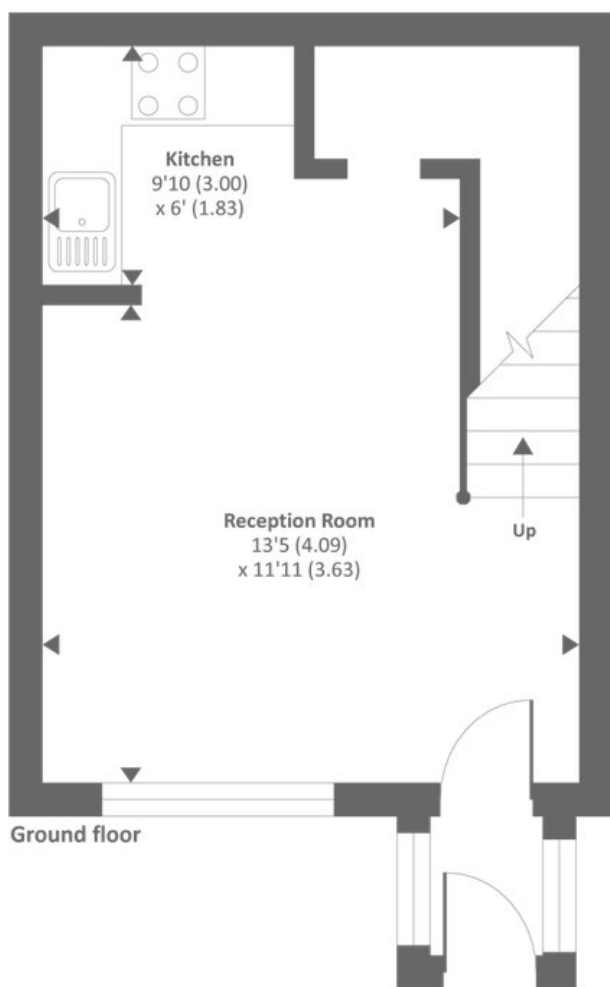 Kitchen
9'10 (3.00)
x 6' (1.83)
Reception Room
13'5 (4.09)
x 11'11 (3.63)
Up
Ground floor